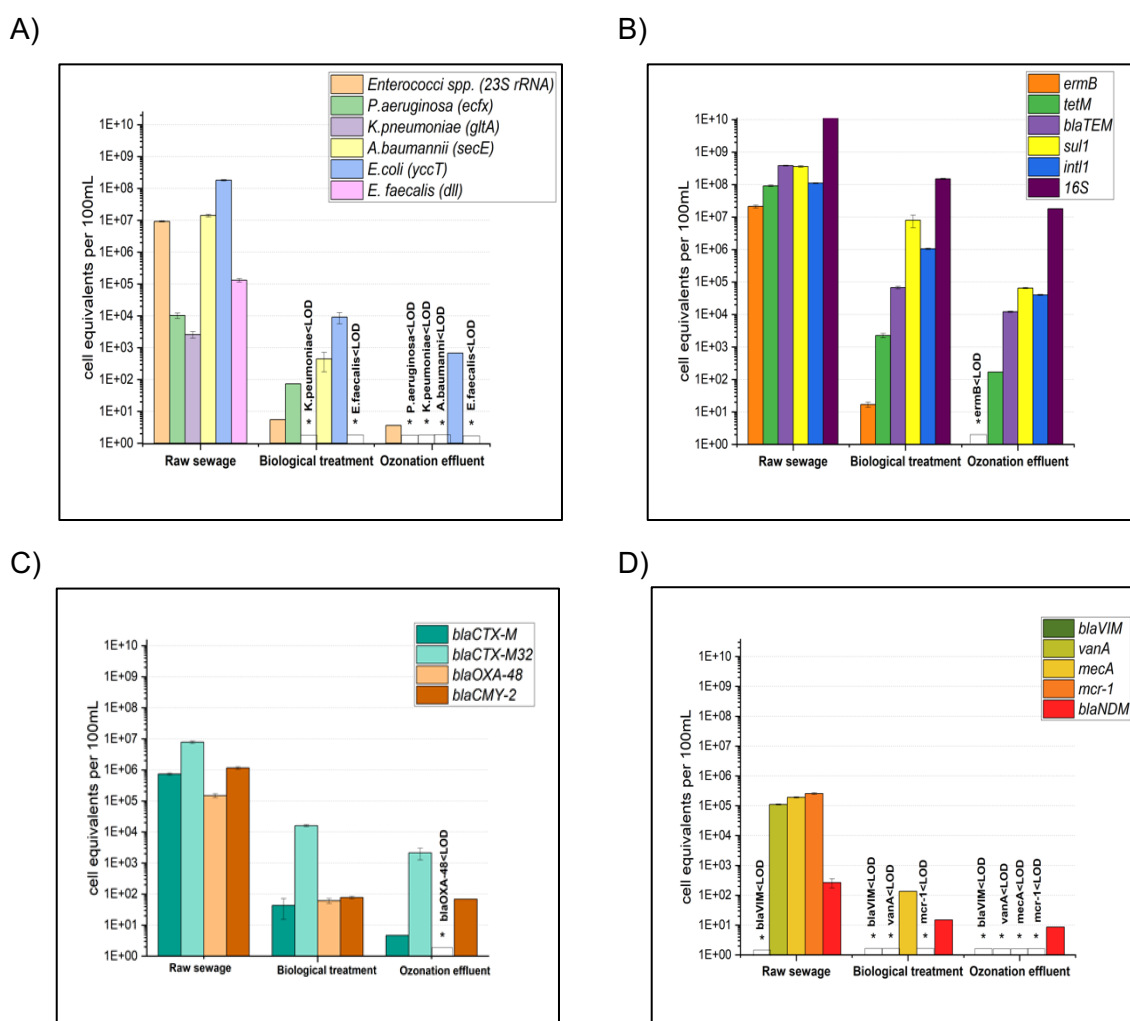 A)
cell equivalents per 100mL
1E+10
1E+09
1E+08
1E+07
1E+06
1E+05
1E+04
1E+03
1E+02
1E+01
1E+00
Enterococci spp. (23S rRNA)
P.aeruginosa (ecfx)
K.pneumoniae (gltA)
A.baumannii (secE)
E.coli (yccT)
E. faecalis (dll)
* K.peumoniae<LOD
* E.faecalis<LOD
* P.aeruginosa<LOD
* K.peumoniae<LOD
* A.baumanni<LOD
* E.faecalis<LOD
Raw sewage Biological treatment Ozonation effluent
B)
cell equivalents per 100mL
1E+10
1E+09
1E+08
1E+07
1E+06
1E+05
1E+04
1E+03
1E+02
1E+01
1E+00
ermB
tetM
blaTEM
sul1
intI1
16S
*ermB<LOD
Raw sewage Biological treatment Ozonation effluent
C)
cell equivalents per 100mL
1E+10
1E+09
1E+08
1E+07
1E+06
1E+05
1E+04
1E+03
1E+02
1E+01
1E+00
blaCTX-M
blaCTX-M32
blaOXA-48
blaCMY-2
* blaOXA-48<LOD
Raw sewage Biological treatment Ozonation effluent
D)
cell equivalents per 100mL
1E+10
1E+09
1E+08
1E+07
1E+06
1E+05
1E+04
1E+03
1E+02
1E+01
1E+00
blaVIM
vanA
mecA
mcr-1
blaNDM
* blaVIM<LOD
* blaVIM<LOD
* vanA<LOD
* mcr-1<LOD
* blaVIM<LOD
* vanA<LOD
* mecA<LOD
* mcr-1<LOD
Raw sewage Biological treatment Ozonation effluent